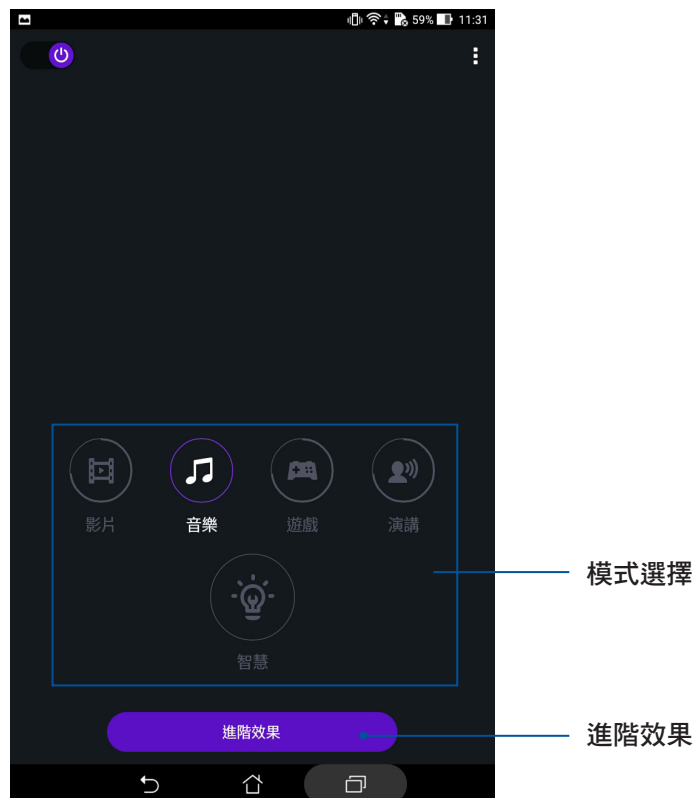 59% 11:31
影片 音樂 遊戲 演講
智慧
模式選擇
進階效果
進階效果